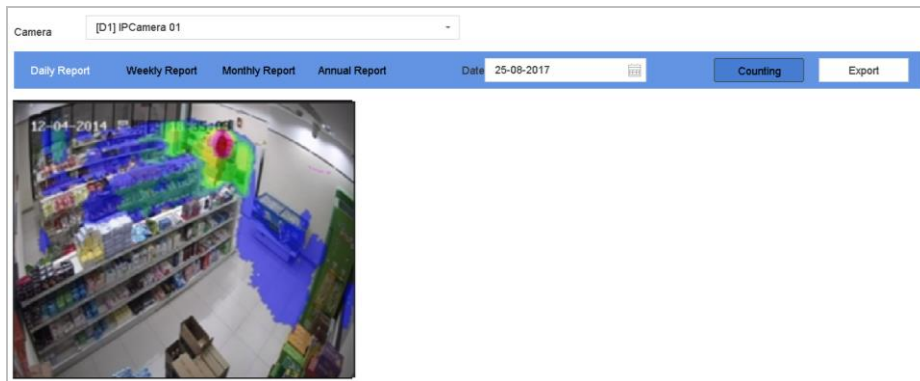 Camera [D1] IPCamera 01
Daily Report Weekly Report Monthly Report Annual Report Date 25-08-2017 Counting Export
12-04-2014